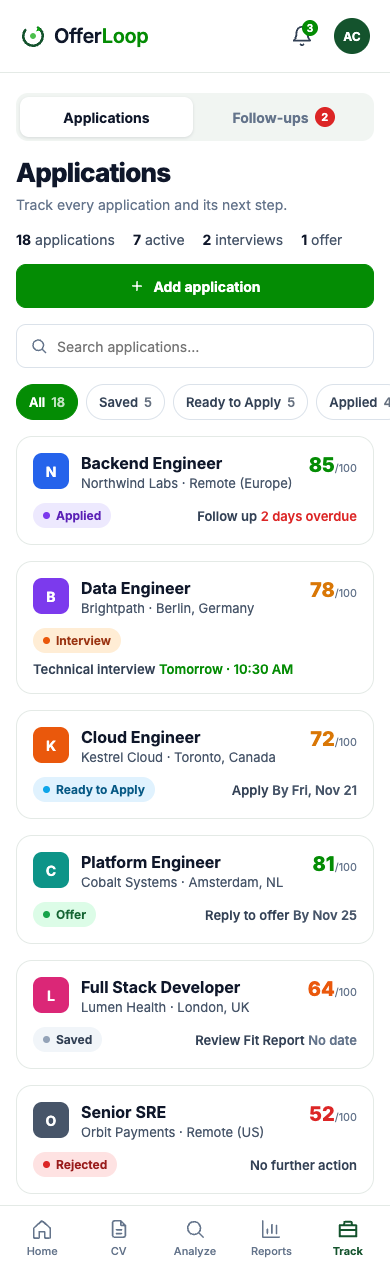 OfferLoop
3
AC
Applications
Follow-ups 2
Applications
Track every application and its next step.
18 applications 7 active 2 interviews 1 offer
+ Add application
Search applications...
All 18 Saved 5 Ready to Apply 5 Applied 4
N
Backend Engineer
85/100
Northwind Labs · Remote (Europe)
Applied
Follow up 2 days overdue
B
Data Engineer
78/100
Brightpath · Berlin, Germany
Interview
Technical interview Tomorrow · 10:30 AM
K
Cloud Engineer
72/100
Kestrel Cloud · Toronto, Canada
Ready to Apply
Apply By Fri, Nov 21
C
Platform Engineer
81/100
Cobalt Systems · Amsterdam, NL
Offer
Reply to offer By Nov 25
L
Full Stack Developer
64/100
Lumen Health · London, UK
Saved
Review Fit Report No date
O
Senior SRE
52/100
Orbit Payments · Remote (US)
Rejected
No further action
Home CV Analyze Reports Track